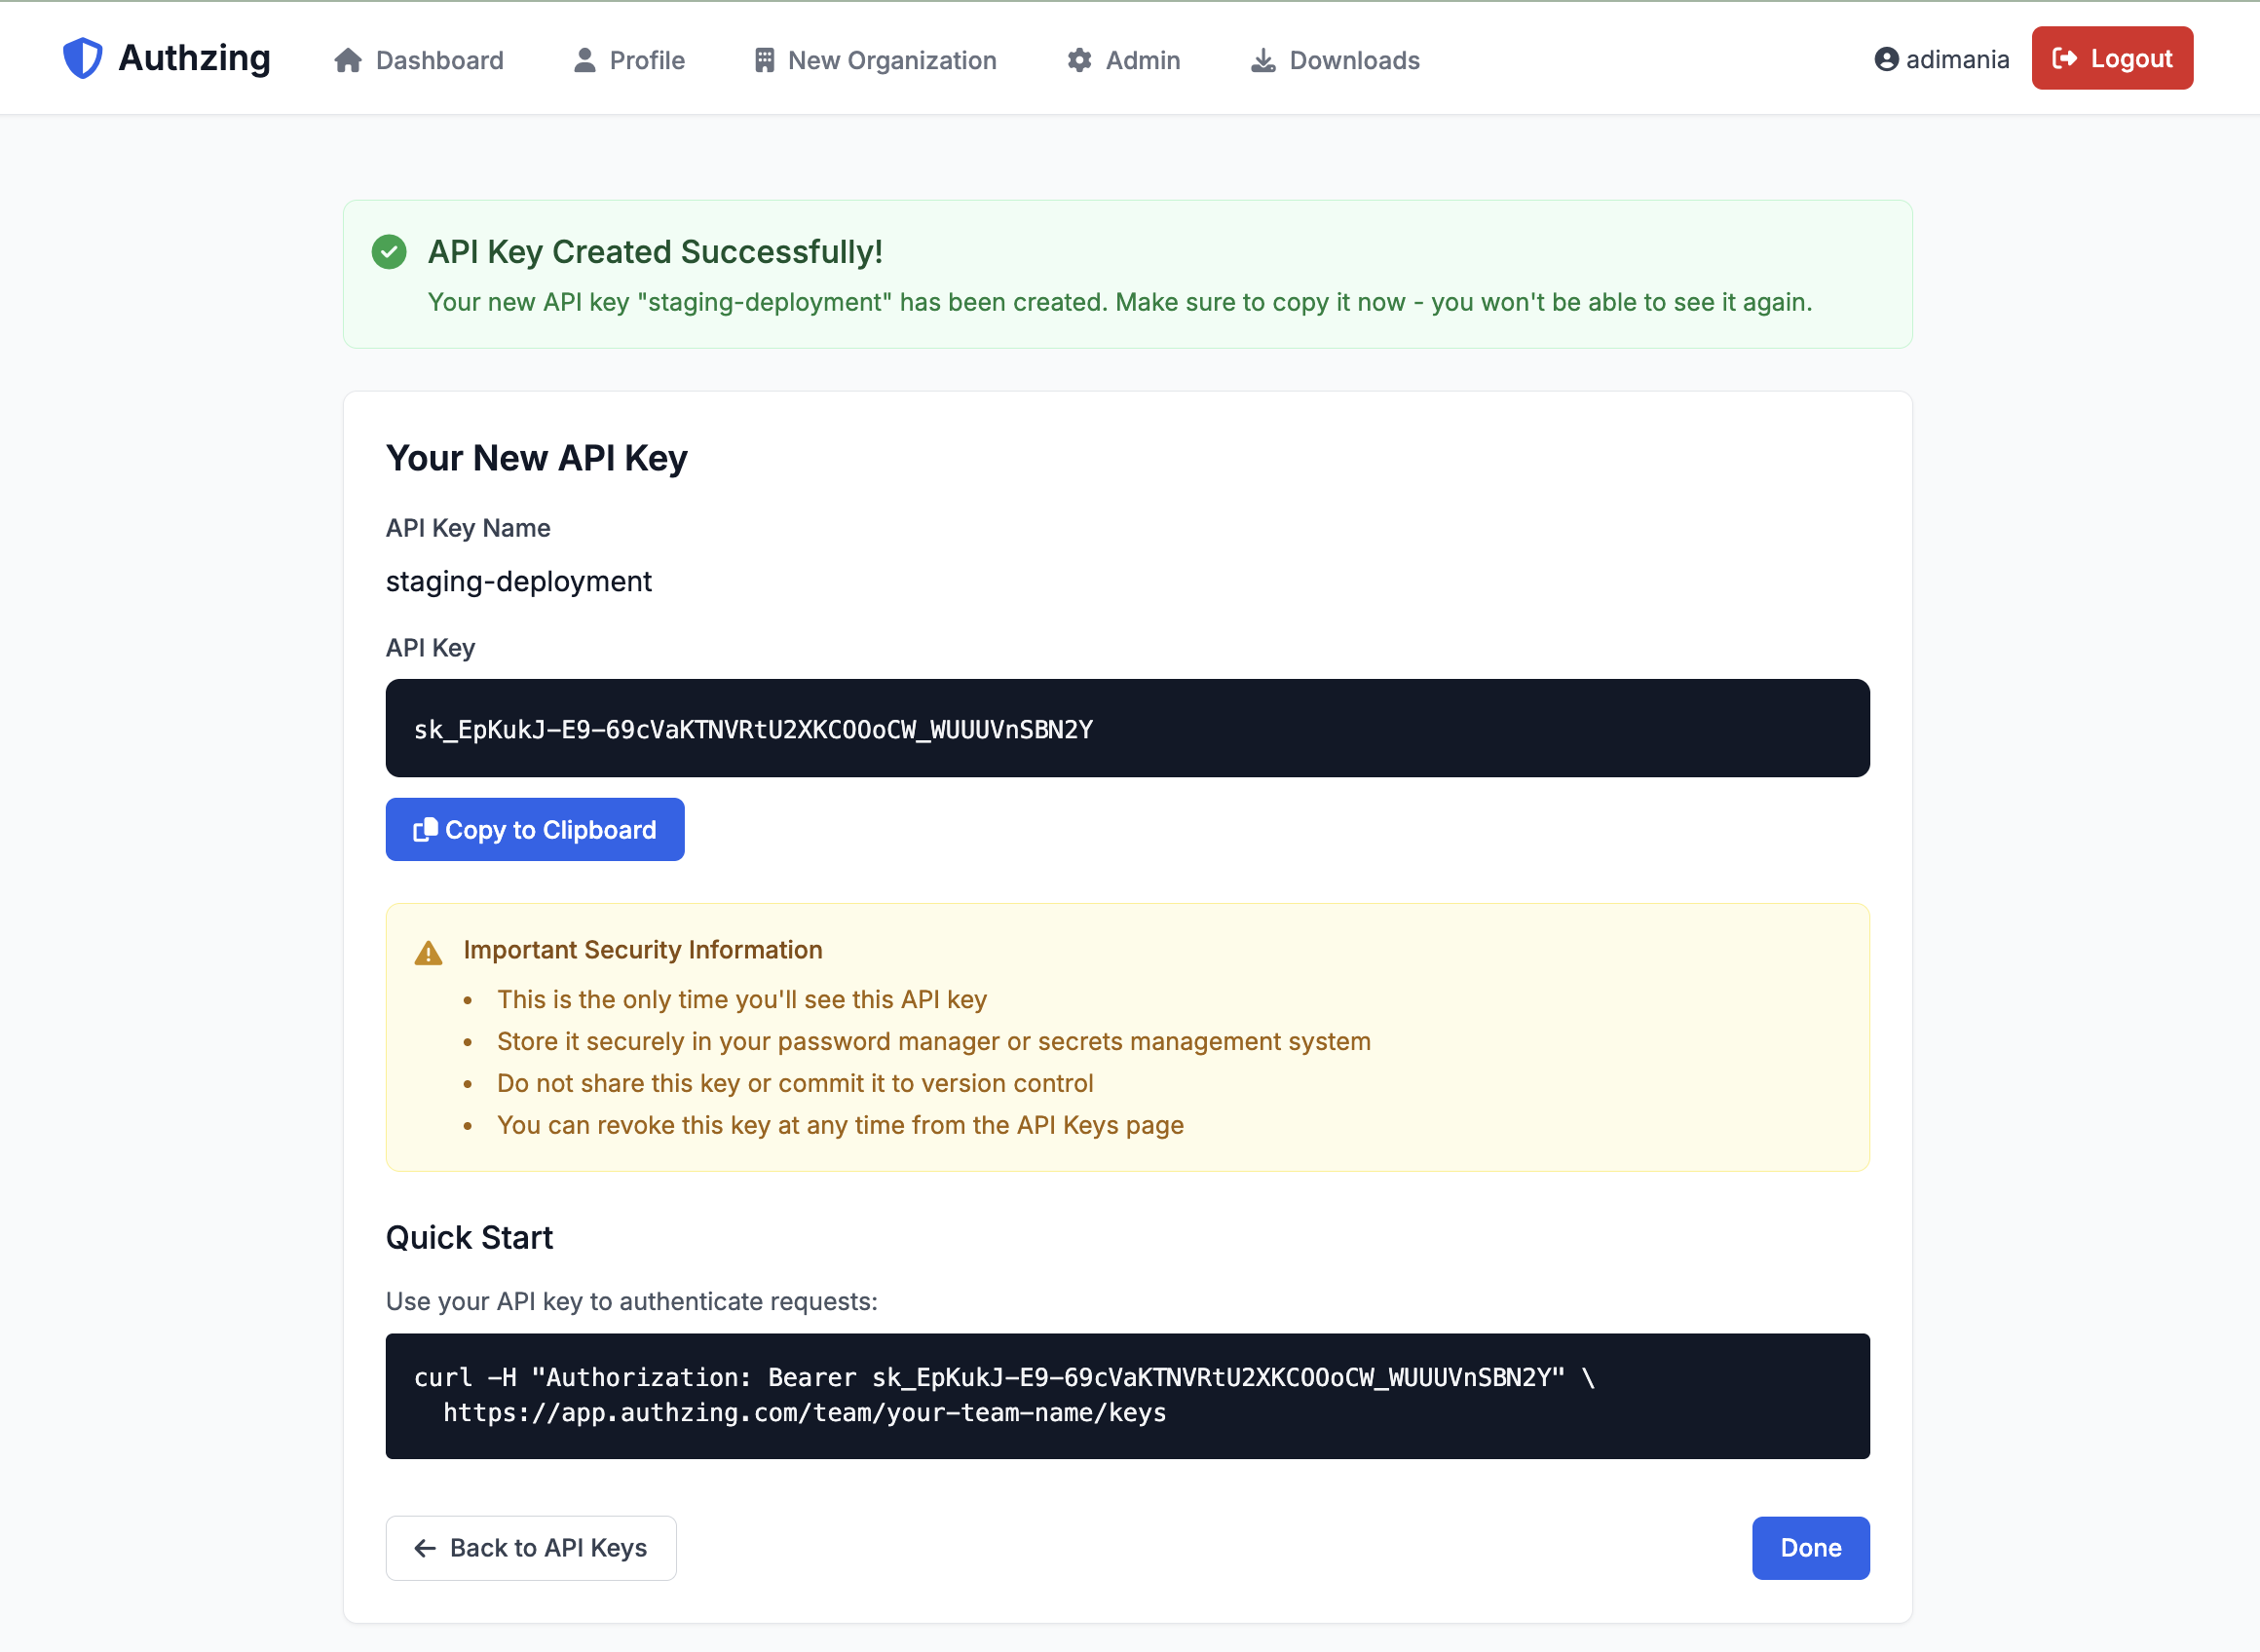 Authzing
Dashboard
Profile
New Organization
Admin
Downloads
adimania
Logout
API Key Created Successfully!
Your new API key "staging-deployment" has been created. Make sure to copy it now - you won't be able to see it again.
Your New API Key
API Key Name
staging-deployment
API Key
sk_EpKukJ-E9-69cVaKTNVRtU2XKCOOoCW_WUUUVnSBN2Y
Copy to Clipboard
Important Security Information
• This is the only time you'll see this API key
• Store it securely in your password manager or secrets management system
• Do not share this key or commit it to version control
• You can revoke this key at any time from the API Keys page
Quick Start
Use your API key to authenticate requests:
curl -H "Authorization: Bearer sk_EpKukJ-E9-69cVaKTNVRtU2XKCOOoCW_WUUUVnSBN2Y" \
https://app.authzing.com/team/your-team-name/keys
Back to API Keys
Done